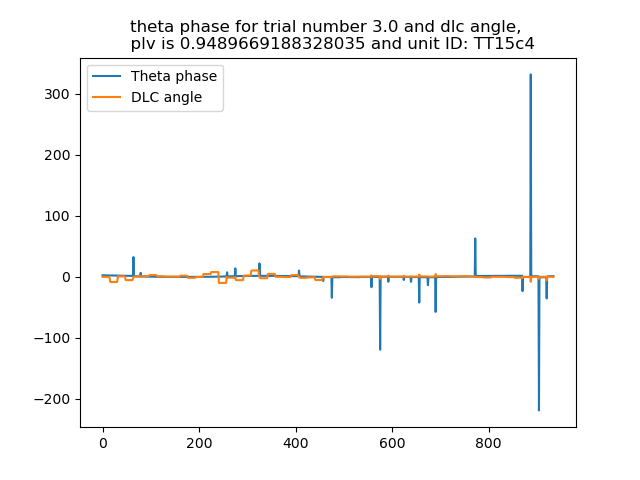 theta phase for trial number 3.0 and dlc angle,
plv is 0.9489669188328035 and unit ID: TT15c4
Theta phase
DLC angle
300
200
100
0
−100
−200
0 200 400 600 800